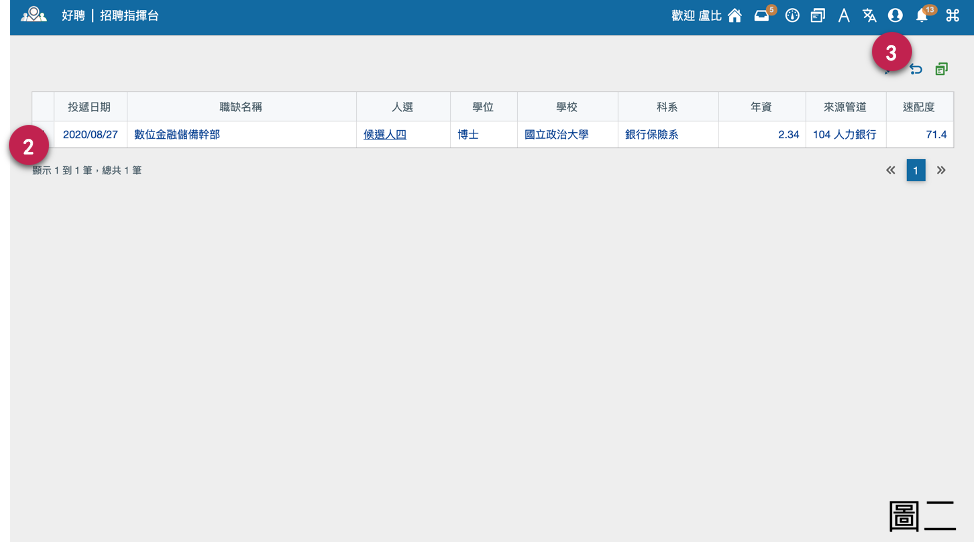 好聘 | 招聘指揮台
歡迎 盧比
5
13
3
投遞日期 職缺名稱 人選 學位 學校 科系 年資 來源管道 速配度
2020/08/27 數位金融儲備幹部 候選人四 博士 國立政治大學 銀行保險系 2.34 104 人力銀行 71.4
2
顯示 1 到 1 筆，總共 1 筆
« 1 »
圖二